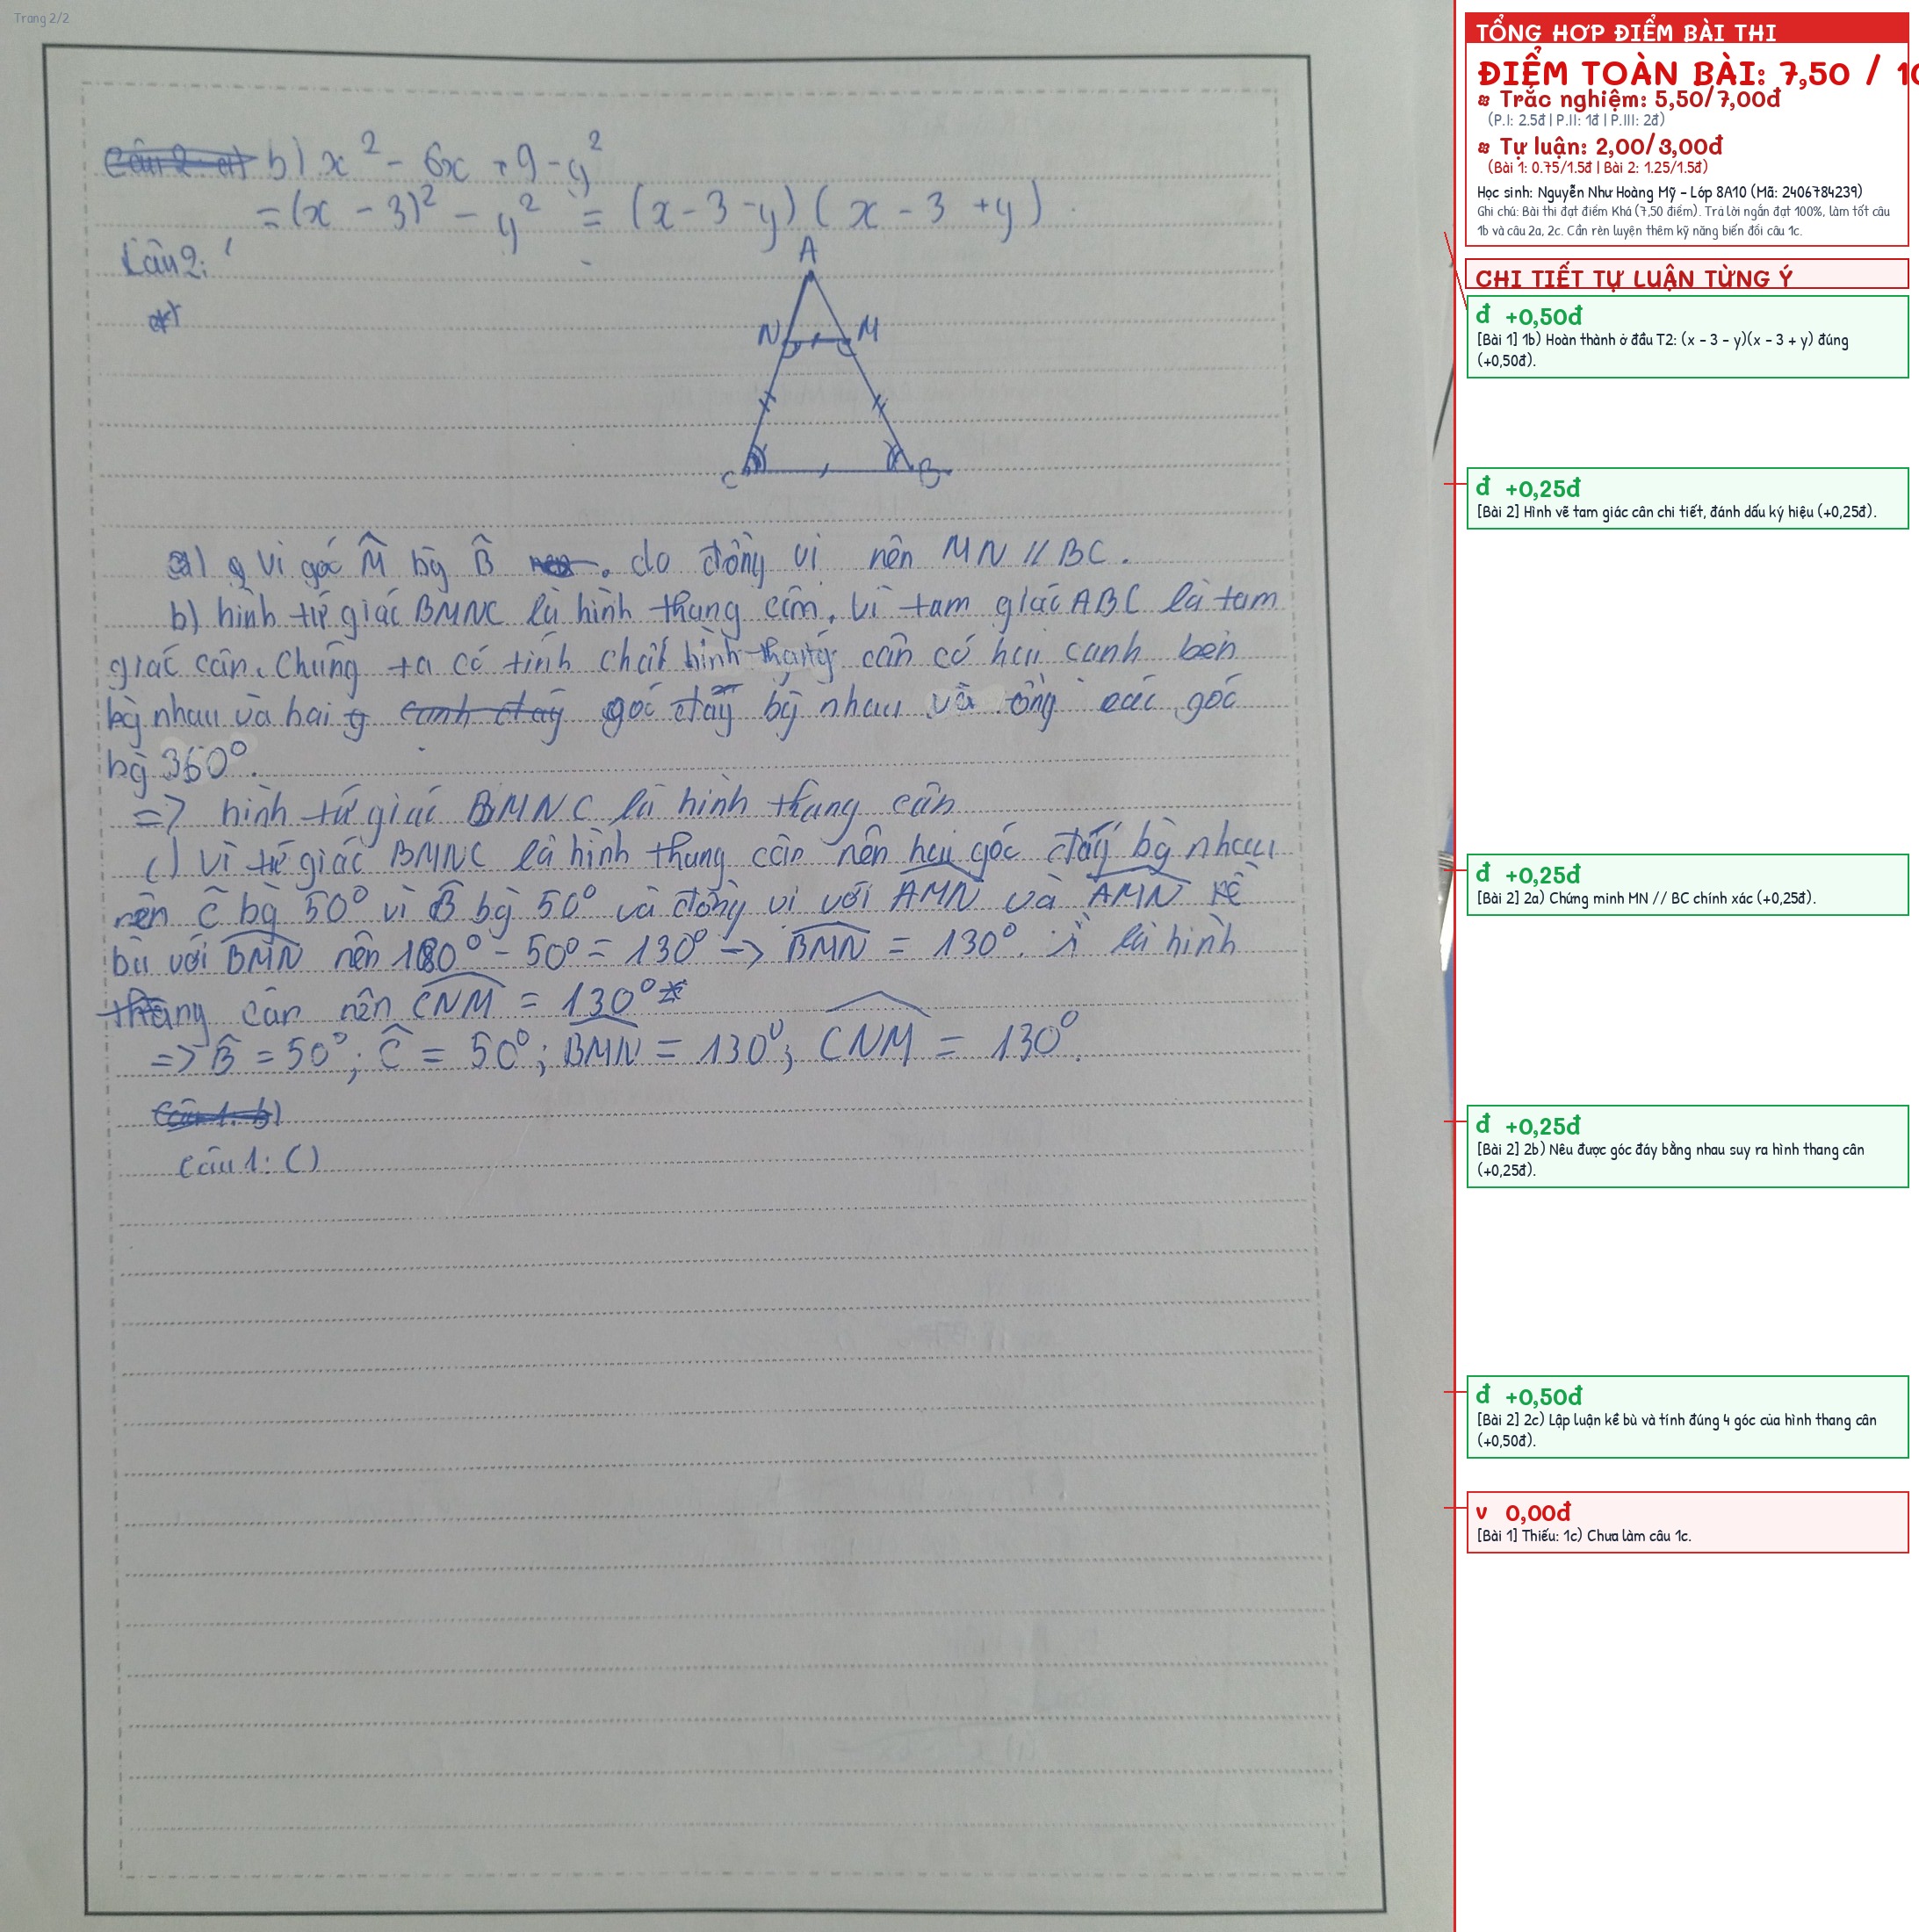 Trang 2/2
b) x² - 6x + 9 - y²
= (x - 3)² - y² = (x - 3 - y) ( x - 3 + y) .
Câu 2:
A
N M
C B
a) Vì góc M̂ bg B̂ . do đồng vị nên MN // BC .
b) hình tứ giác BMNC là hình thang cân. Vì tam giác ABC là tam
giác cân. Chúng ta có tính chất hình thang cân có hai cạnh bên
bg nhau và hai góc đáy bg nhau và tổng các góc
bg 360°.
=> hình tứ giác BMNC là hình thang cân
c) Vì tứ giác BMNC là hình thang cân nên hai góc đáy bg nhau
nên Ĉ bg 50° vì B̂ bg 50° và đồng vị với AMN và AMN kề
bù với BMN nên 180° - 50° = 130° -> BMN = 130°. vì là hình
thang cân nên CNM = 130°
=> B̂ = 50°; Ĉ = 50°; BMN = 130°; CNM = 130°.
Câu 1: b)
Câu 1: C)
TỔNG HỢP ĐIỂM BÀI THI
ĐIỂM TOÀN BÀI: 7,50 / 10
Trắc nghiệm: 5,50/7,00đ
(P.I: 2.5đ | P.II: 1đ | P.III: 2đ)
Tự luận: 2,00/3,00đ
(Bài 1: 0.75/1.5đ | Bài 2: 1.25/1.5đ)
Học sinh: Nguyễn Như Hoàng Mỹ - Lớp 8A10 (Mã: 2406784239)
Ghi chú: Bài thi đạt điểm Khá (7,50 điểm). Trả lời ngắn đạt 100%, làm tốt câu
1b và câu 2a, 2c. Cần rèn luyện thêm kỹ năng biến đổi câu 1c.
CHI TIẾT TỰ LUẬN TỪNG Ý
đ +0,50đ
[Bài 1] 1b) Hoàn thành ở đầu T2: (x - 3 - y)(x - 3 + y) đúng
(+0,50đ).
đ +0,25đ
[Bài 2] Hình vẽ tam giác cân chi tiết, đánh dấu ký hiệu (+0,25đ).
đ +0,25đ
[Bài 2] 2a) Chứng minh MN // BC chính xác (+0,25đ).
đ +0,25đ
[Bài 2] 2b) Nêu được góc đáy bằng nhau suy ra hình thang cân
(+0,25đ).
đ +0,50đ
[Bài 2] 2c) Lập luận kề bù và tính đúng 4 góc của hình thang cân
(+0,50đ).
v 0,00đ
[Bài 1] Thiếu: 1c) Chưa làm câu 1c.